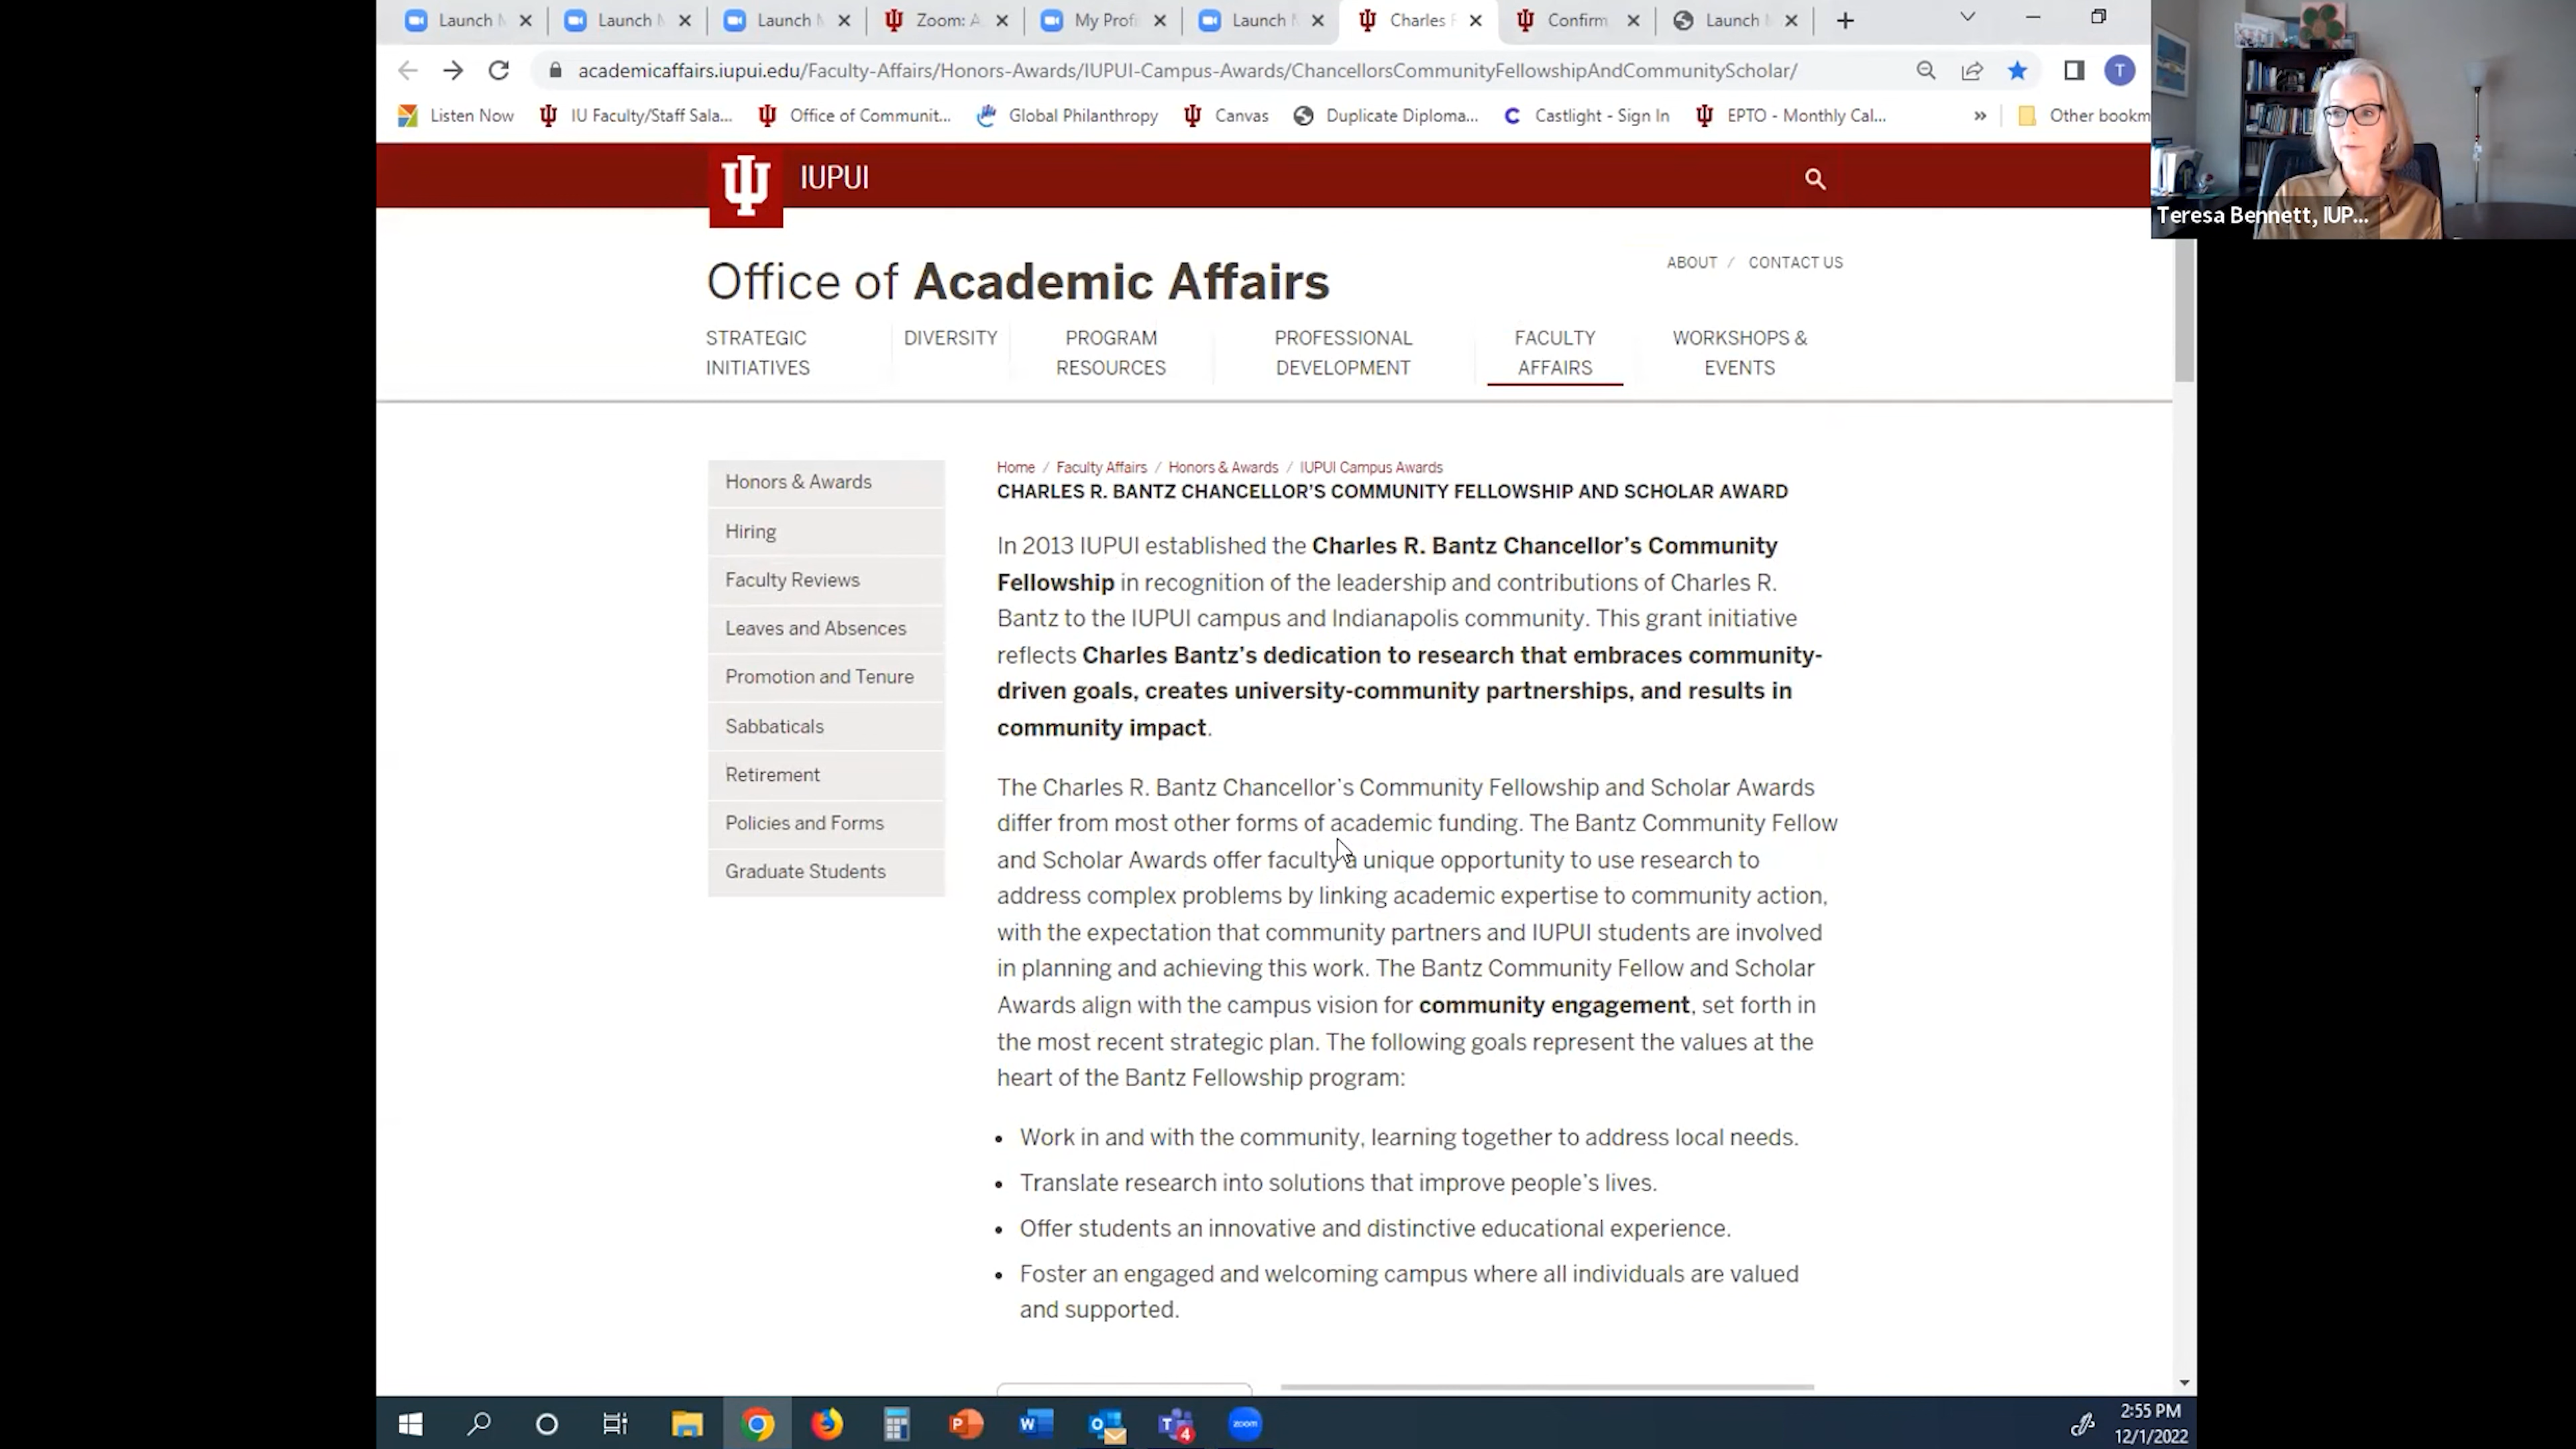 Launch
Launch
Launch
Zoom: A
My Profi
Launch
Charles
Confirm
Launch
academicaffairs.iupui.edu/Faculty-Affairs/Honors-Awards/IUPUI-Campus-Awards/ChancellorsCommunityFellowshipAndCommunityScholar/
T
Listen Now
IU Faculty/Staff Sala...
Office of Communit...
Global Philanthropy
Canvas
Duplicate Diploma...
Castlight - Sign In
EPTO - Monthly Cal...
»
Other bookm
Teresa Bennett, IUP...
IUPUI
ABOUT / CONTACT US
Office of Academic Affairs
STRATEGIC INITIATIVES
DIVERSITY
PROGRAM RESOURCES
PROFESSIONAL DEVELOPMENT
FACULTY AFFAIRS
WORKSHOPS & EVENTS
Honors & Awards
Hiring
Faculty Reviews
Leaves and Absences
Promotion and Tenure
Sabbaticals
Retirement
Policies and Forms
Graduate Students
Home / Faculty Affairs / Honors & Awards / IUPUI Campus Awards
CHARLES R. BANTZ CHANCELLOR'S COMMUNITY FELLOWSHIP AND SCHOLAR AWARD
In 2013 IUPUI established the Charles R. Bantz Chancellor's Community
Fellowship in recognition of the leadership and contributions of Charles R.
Bantz to the IUPUI campus and Indianapolis community. This grant initiative
reflects Charles Bantz's dedication to research that embraces community-
driven goals, creates university-community partnerships, and results in
community impact.
The Charles R. Bantz Chancellor's Community Fellowship and Scholar Awards
differ from most other forms of academic funding. The Bantz Community Fellow
and Scholar Awards offer faculty a unique opportunity to use research to
address complex problems by linking academic expertise to community action,
with the expectation that community partners and IUPUI students are involved
in planning and achieving this work. The Bantz Community Fellow and Scholar
Awards align with the campus vision for community engagement, set forth in
the most recent strategic plan. The following goals represent the values at the
heart of the Bantz Fellowship program:
• Work in and with the community, learning together to address local needs.
• Translate research into solutions that improve people's lives.
• Offer students an innovative and distinctive educational experience.
• Foster an engaged and welcoming campus where all individuals are valued
and supported.
zoom
4
2:55 PM
12/1/2022